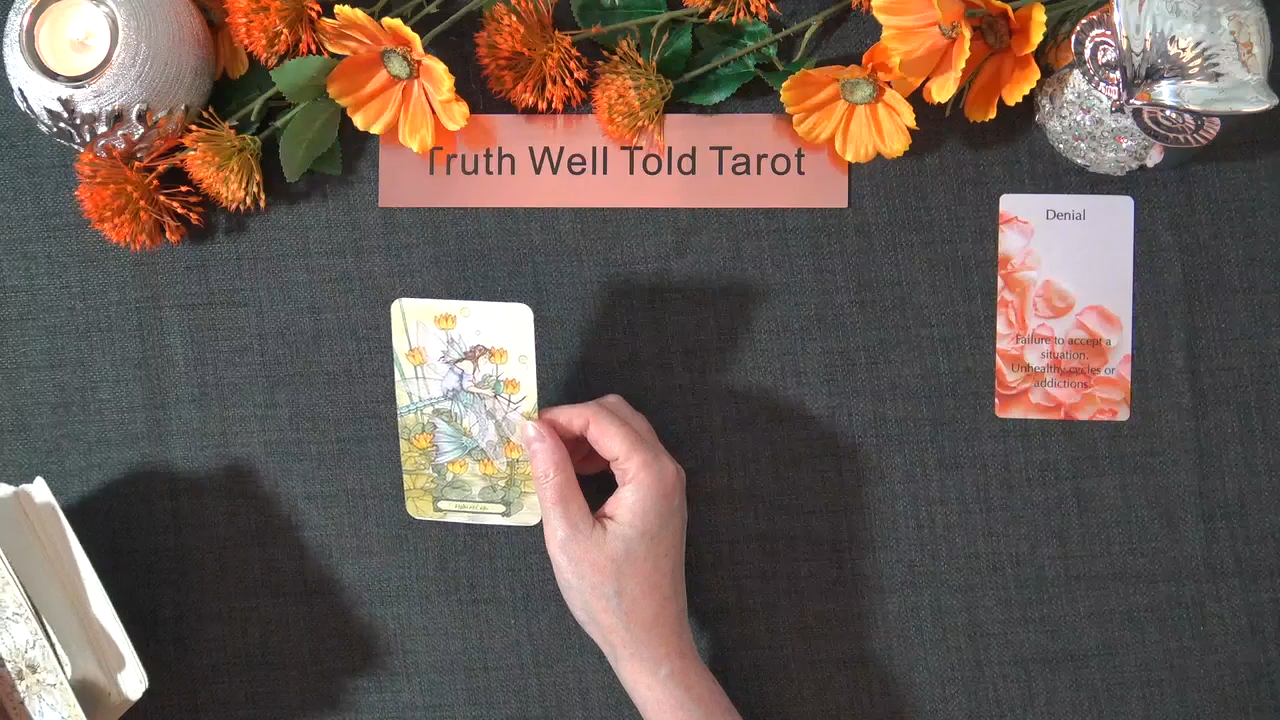 Truth Well Told Tarot
Denial
Failure to accept a
situation.
Unhealthy cycles or
addictions.